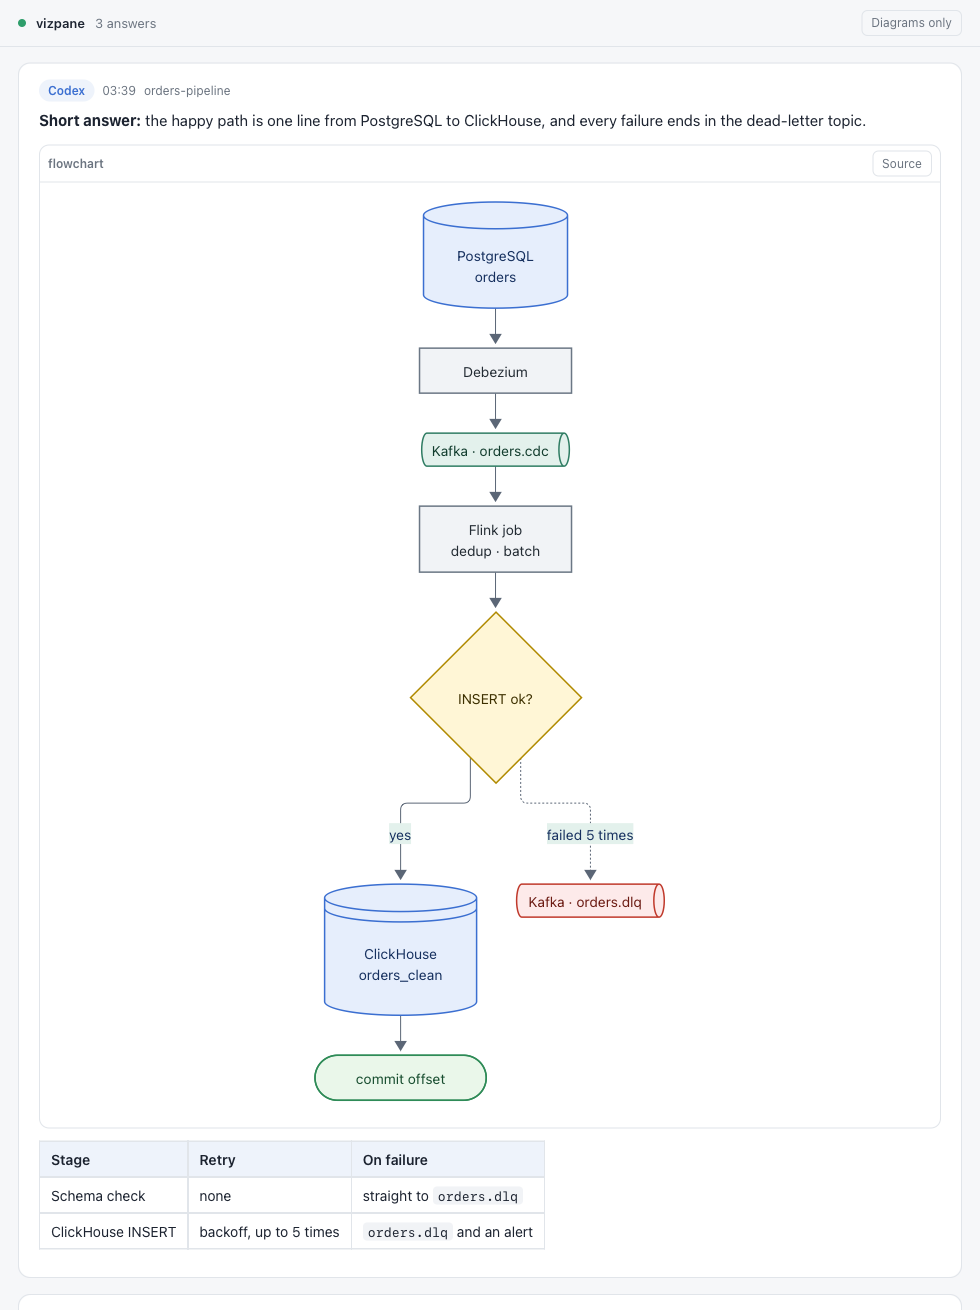 vizpane 3 answers Diagrams only
Codex 03:39 orders-pipeline
Short answer: the happy path is one line from PostgreSQL to ClickHouse, and every failure ends in the dead-letter topic.
flowchart Source
PostgreSQL
orders
Debezium
Kafka · orders.cdc
Flink job
dedup · batch
INSERT ok?
yes failed 5 times
Kafka · orders.dlq
ClickHouse
orders_clean
commit offset
Stage Retry On failure
Schema check none straight to orders.dlq
ClickHouse INSERT backoff, up to 5 times orders.dlq and an alert